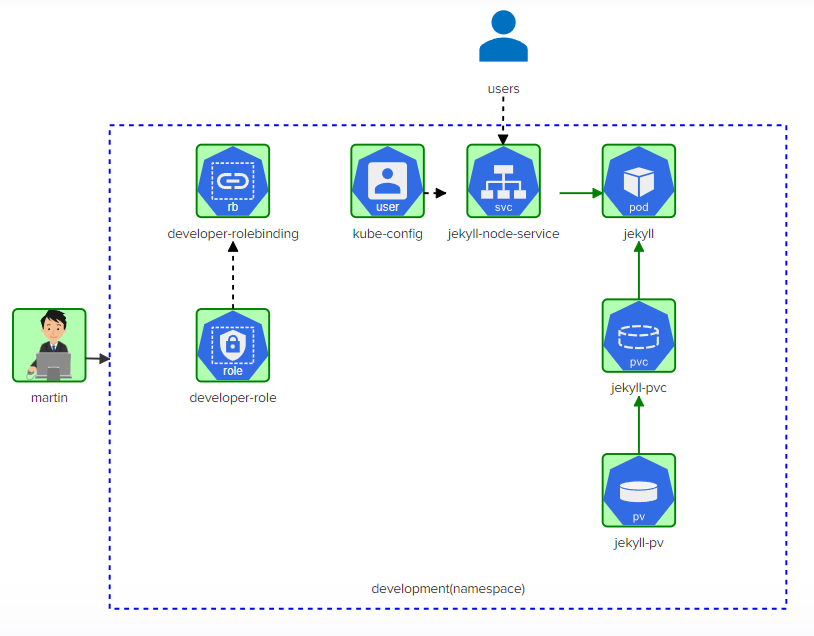 users
rb
user
svc
pod
developer-rolebinding
kube-config
jekyll-node-service
jekyll
role
pvc
martin
developer-role
jekyll-pvc
pv
jekyll-pv
development(namespace)